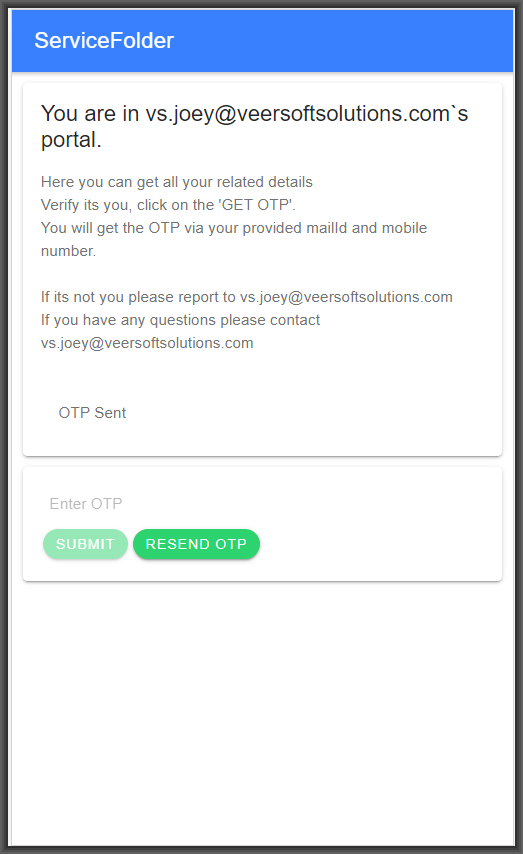 ServiceFolder
You are in vs.joey@veersoftsolutions.com`s
portal.
Here you can get all your related details
Verify its you, click on the 'GET OTP'.
You will get the OTP via your provided mailId and mobile
number.
If its not you please report to vs.joey@veersoftsolutions.com
If you have any questions please contact
vs.joey@veersoftsolutions.com
OTP Sent
Enter OTP
SUBMIT RESEND OTP